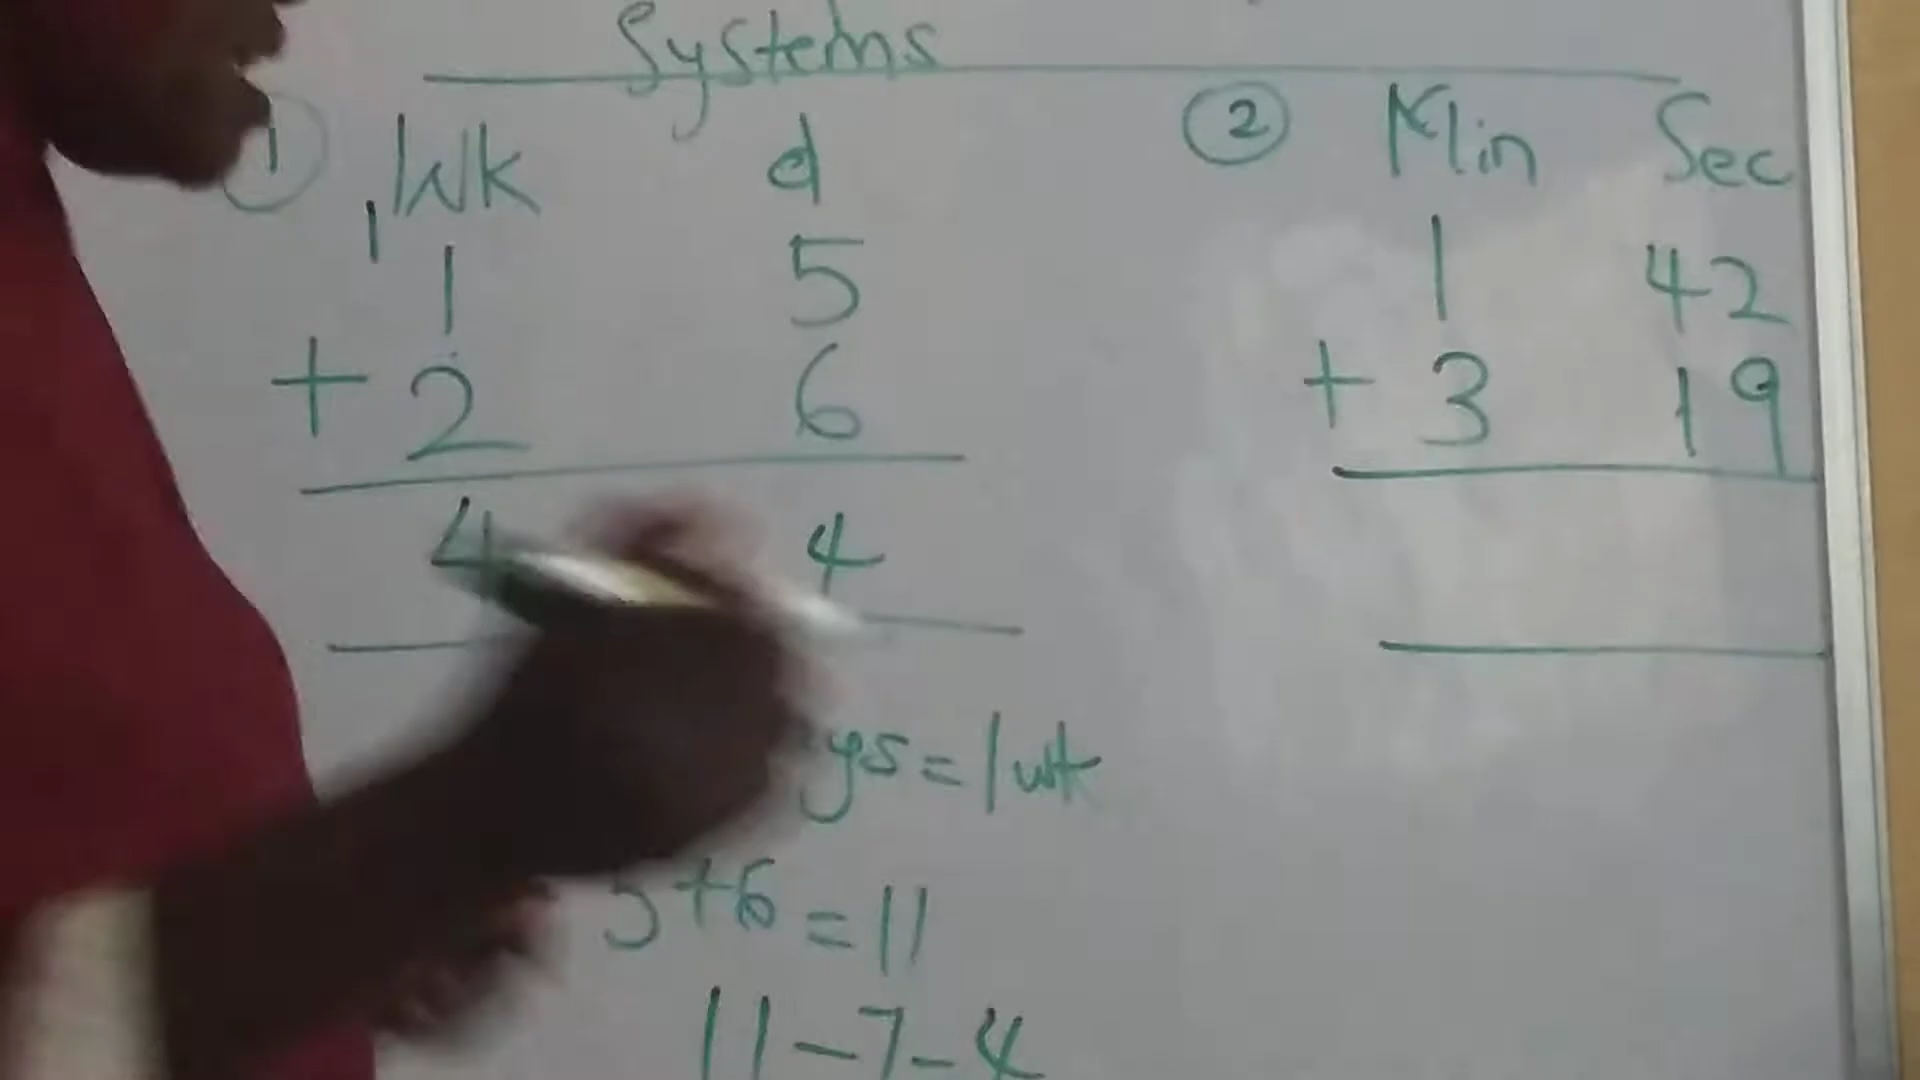 Systems
① Wk d
1
1 5
+ 2 6
4 4
ys = 1 wk
5 + 6 = 11
11 - 7 - 4
② Min Sec
1 42
+ 3 19